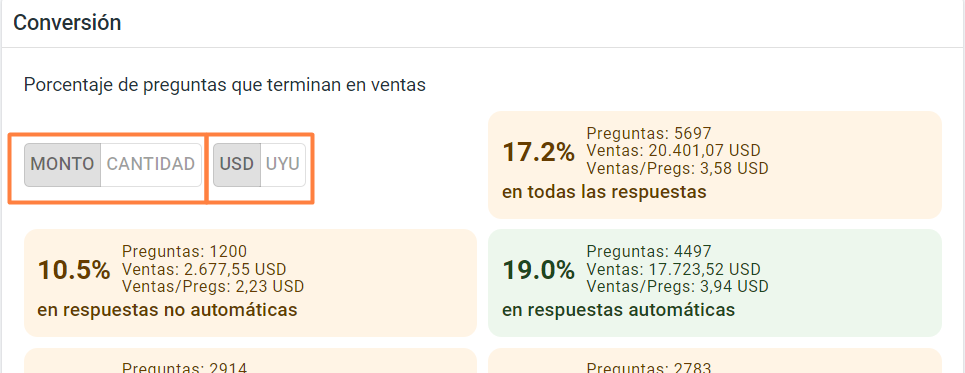 Conversión
Porcentaje de preguntas que terminan en ventas
MONTO CANTIDAD USD UYU
17.2%
Preguntas: 5697
Ventas: 20.401,07 USD
Ventas/Pregs: 3,58 USD
en todas las respuestas
10.5%
Preguntas: 1200
Ventas: 2.677,55 USD
Ventas/Pregs: 2,23 USD
en respuestas no automáticas
19.0%
Preguntas: 4497
Ventas: 17.723,52 USD
Ventas/Pregs: 3,94 USD
en respuestas automáticas
Preguntas: 2914
Preguntas: 2783